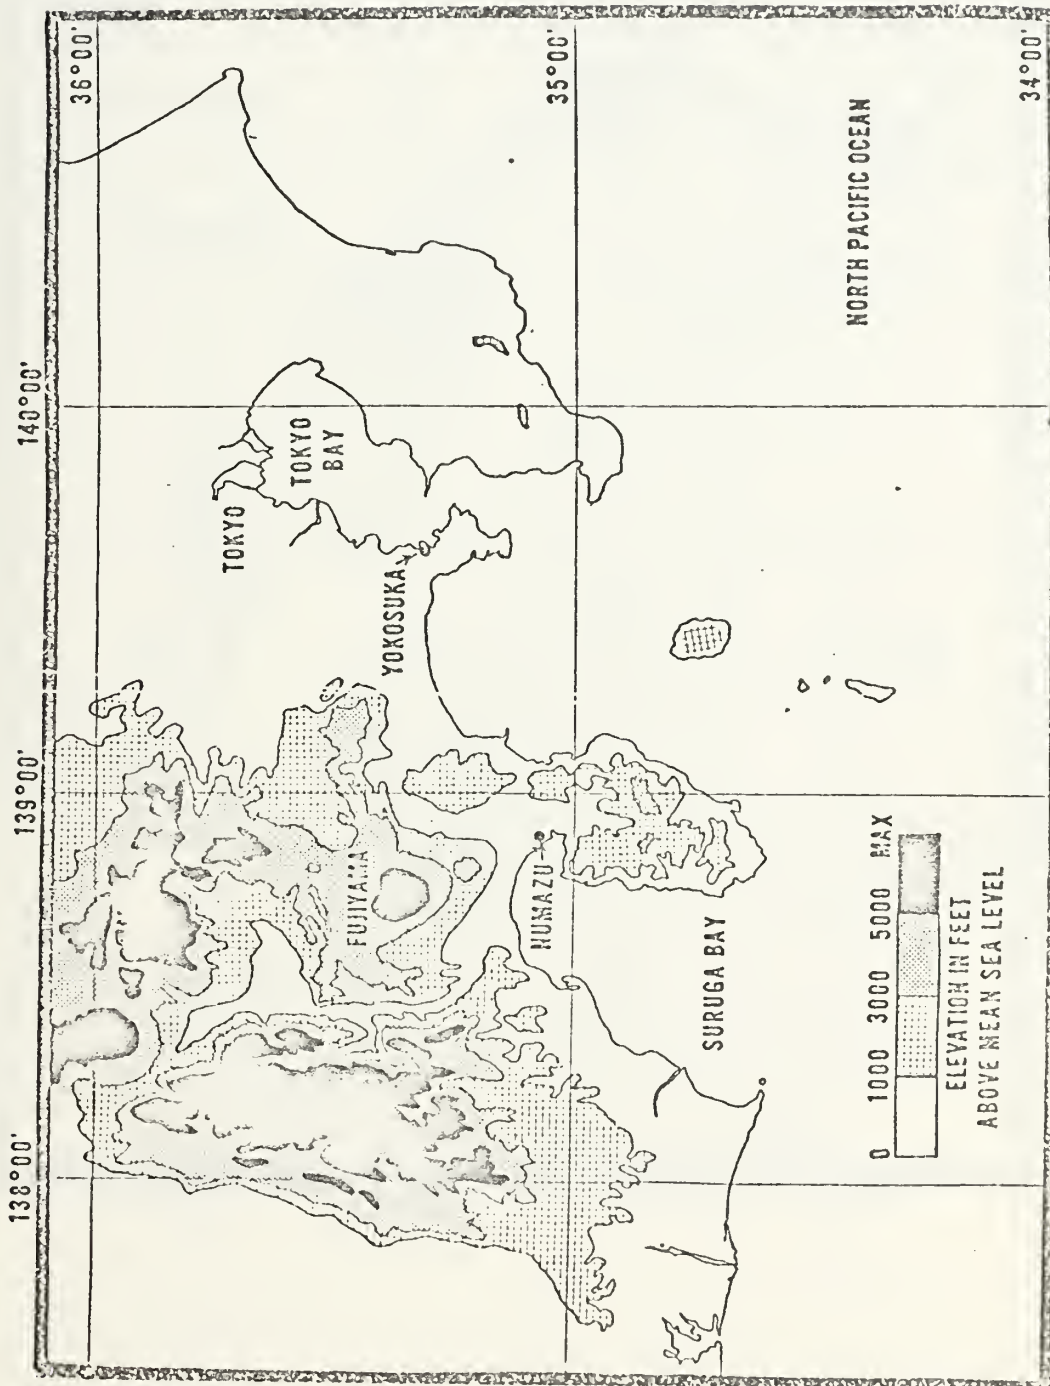 138°00'
139°00'
140°00'
36°00'
35°00'
34°00'
TOKYO
TOKYO
BAY
YOKOSUKA
FUJIYAMA
NUMAZU
SURUGA BAY
NORTH PACIFIC OCEAN
0 1000 3000 5000 MAX
ELEVATION IN FEET
ABOVE MEAN SEA LEVEL